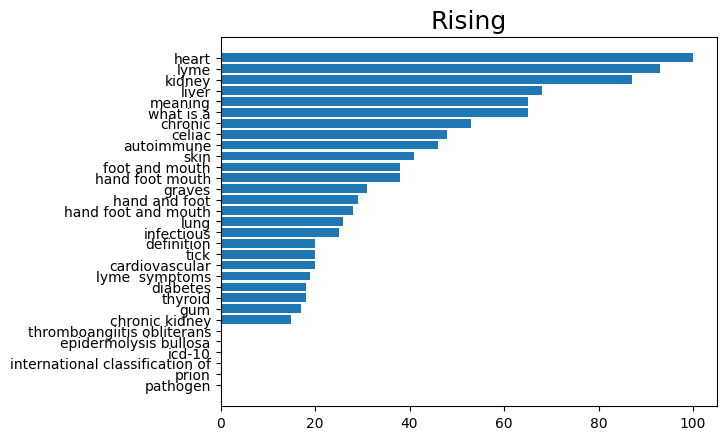 Rising
heart
lyme
kidney
liver
meaning
what is a
chronic
celiac
autoimmune
skin
foot and mouth
hand foot mouth
graves
hand and foot
hand foot and mouth
lung
infectious
definition
tick
cardiovascular
lyme  symptoms
diabetes
thyroid
gum
chronic kidney
thromboangiitis obliterans
epidermolysis bullosa
icd-10
international classification of
prion
pathogen
0 20 40 60 80 100